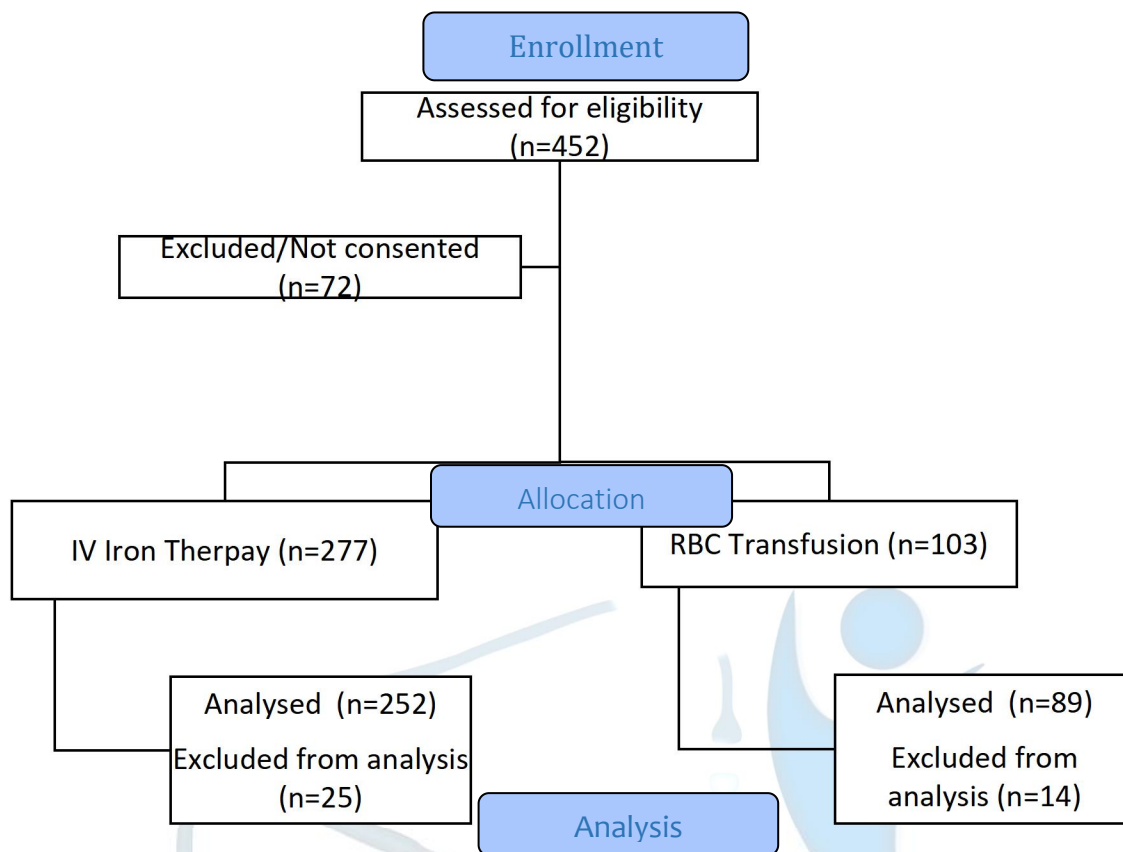 Enrollment
Assessed for eligibility
(n=452)
Excluded/Not consented
(n=72)
Allocation
IV Iron Therpay (n=277)
RBC Transfusion (n=103)
Analysed (n=252)
Excluded from analysis
(n=25)
Analysed (n=89)
Excluded from
analysis (n=14)
Analysis